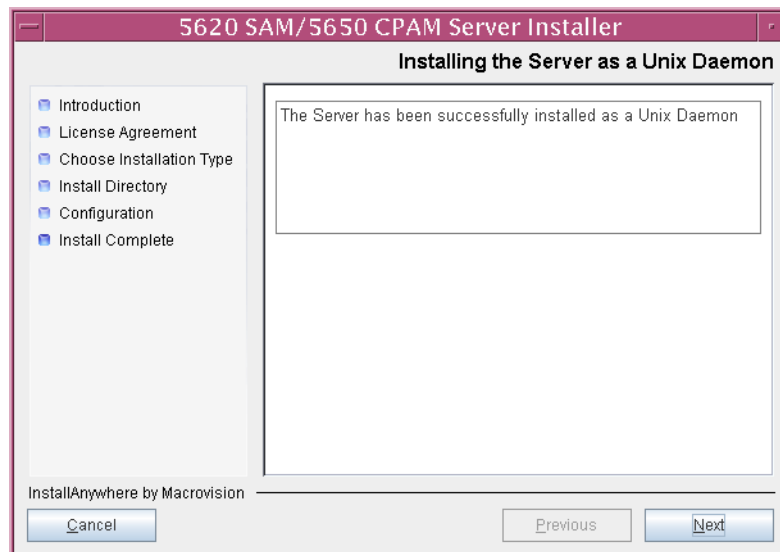 5620 SAM/5650 CPAM Server Installer
Installing the Server as a Unix Daemon
Introduction
License Agreement
Choose Installation Type
Install Directory
Configuration
Install Complete
The Server has been successfully installed as a Unix Daemon
InstallAnywhere by Macrovision
Cancel
Previous
Next